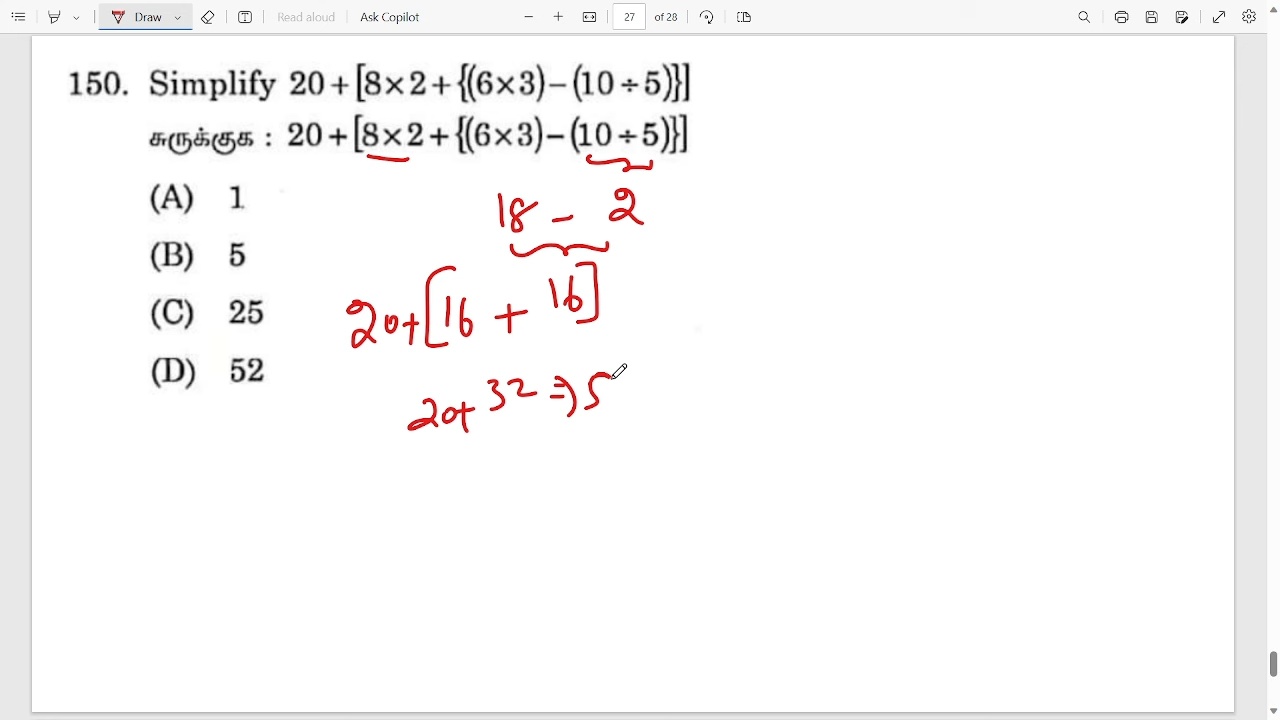 Draw Read aloud Ask Copilot 27 of 28
150. Simplify 20+[8×2+{(6×3)−(10÷5)}]
சுருக்குக : 20+[8×2+{(6×3)−(10÷5)}]
(A) 1
18 − 2
(B) 5
20+[16 + 16]
(C) 25
(D) 52
20+ 32 ⇒ 5